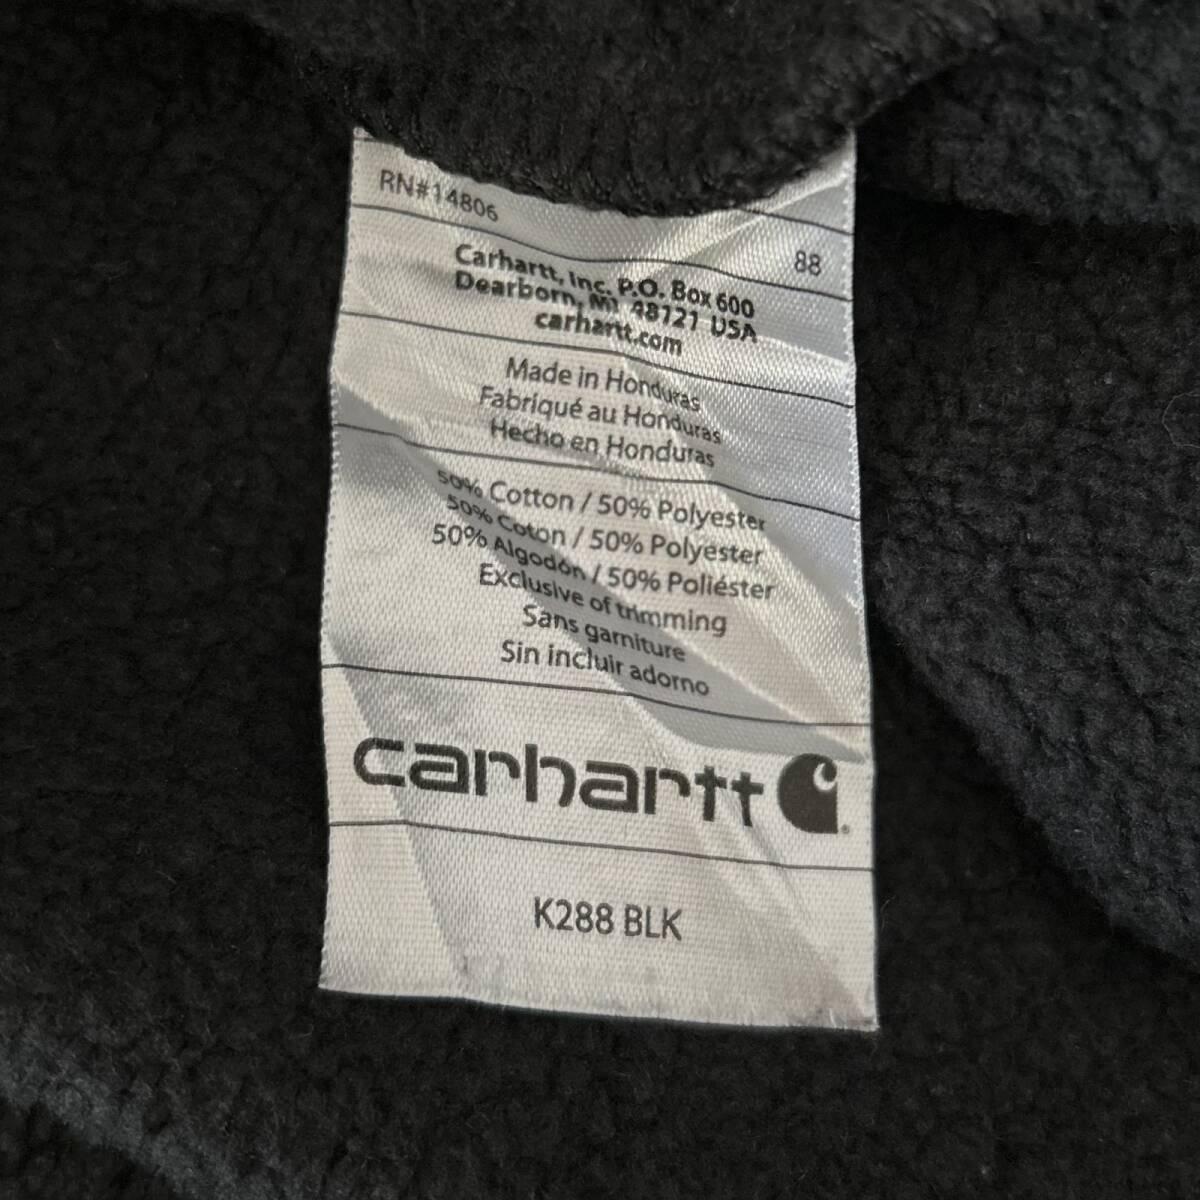 RN#14806
88
Carhartt, Inc. P.O. Box 600
Dearborn, MI 48121 USA
carhartt.com
Made in Honduras
Fabriqué au Honduras
Hecho en Honduras
50% Cotton / 50% Polyester
50% Coton / 50% Polyester
50% Algodón / 50% Poliéster
Exclusive of trimming
Sans garniture
Sin incluir adorno
carhartt
K288 BLK